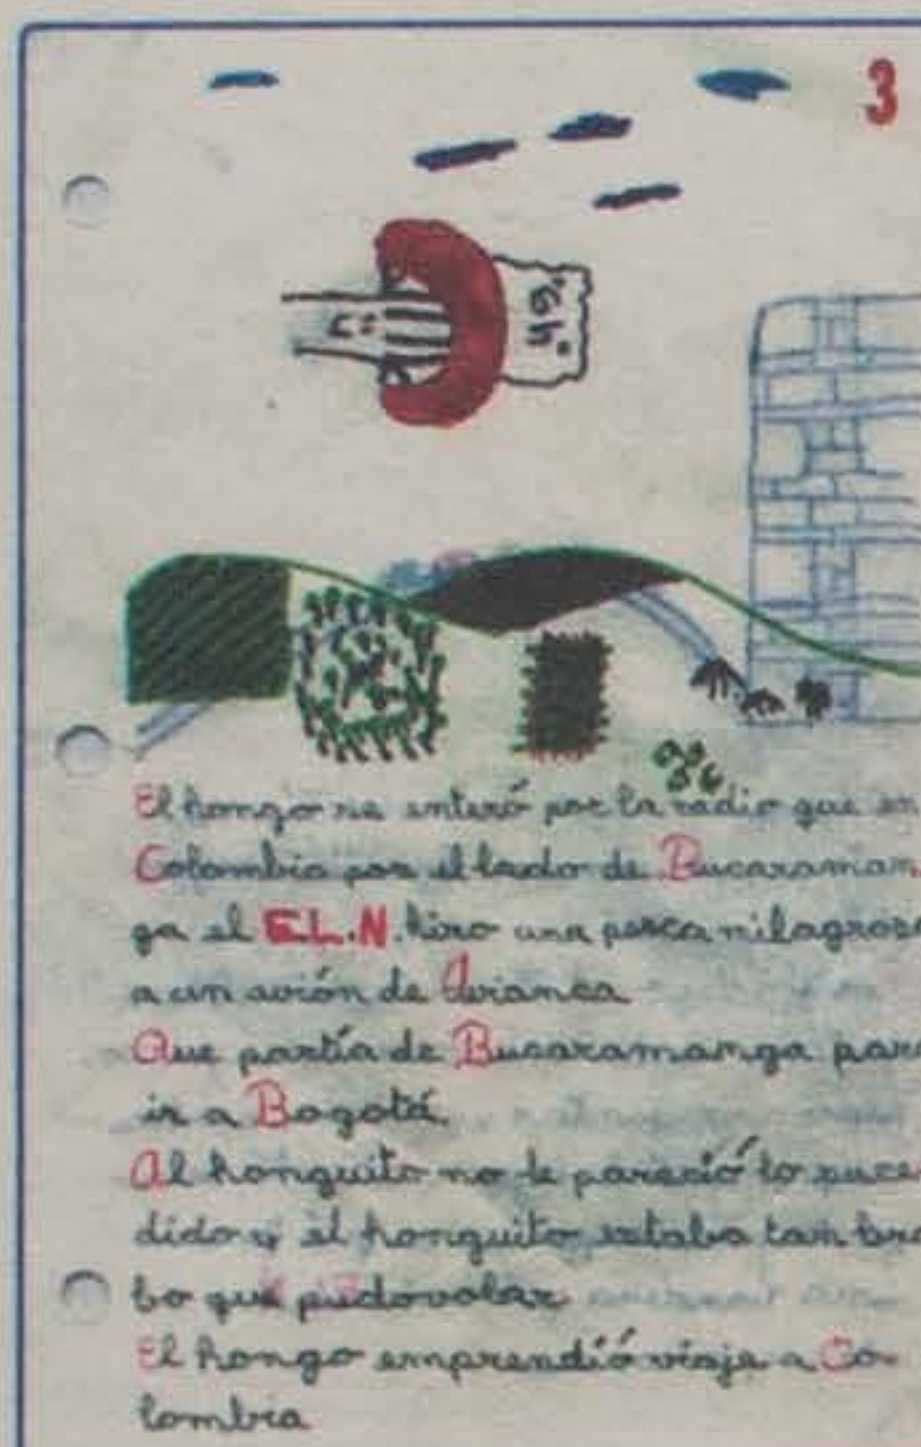 3
El hongo se enteró por la radio que en
Colombia por el lado de Bucaraman
ga el E.L.N. hizo una pesca milagrosa
a un avión de Avianca
Que partía de Bucaramanga para
ir a Bogotá.
Al honguito no le pareció lo suce
dido y el honguito estaba tan bra
bo que pudo volar
El hongo emprendió viaje a Co-
lombia